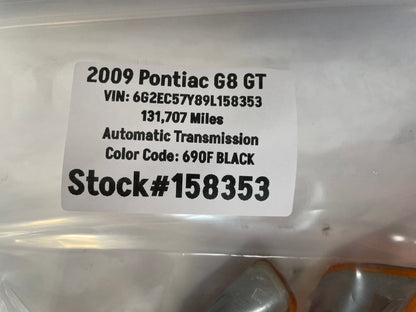 2009 Pontiac G8 GT
VIN: 6G2EC57Y89L158353
131,707 Miles
Automatic Transmission
Color Code: 690F BLACK
Stock#158353